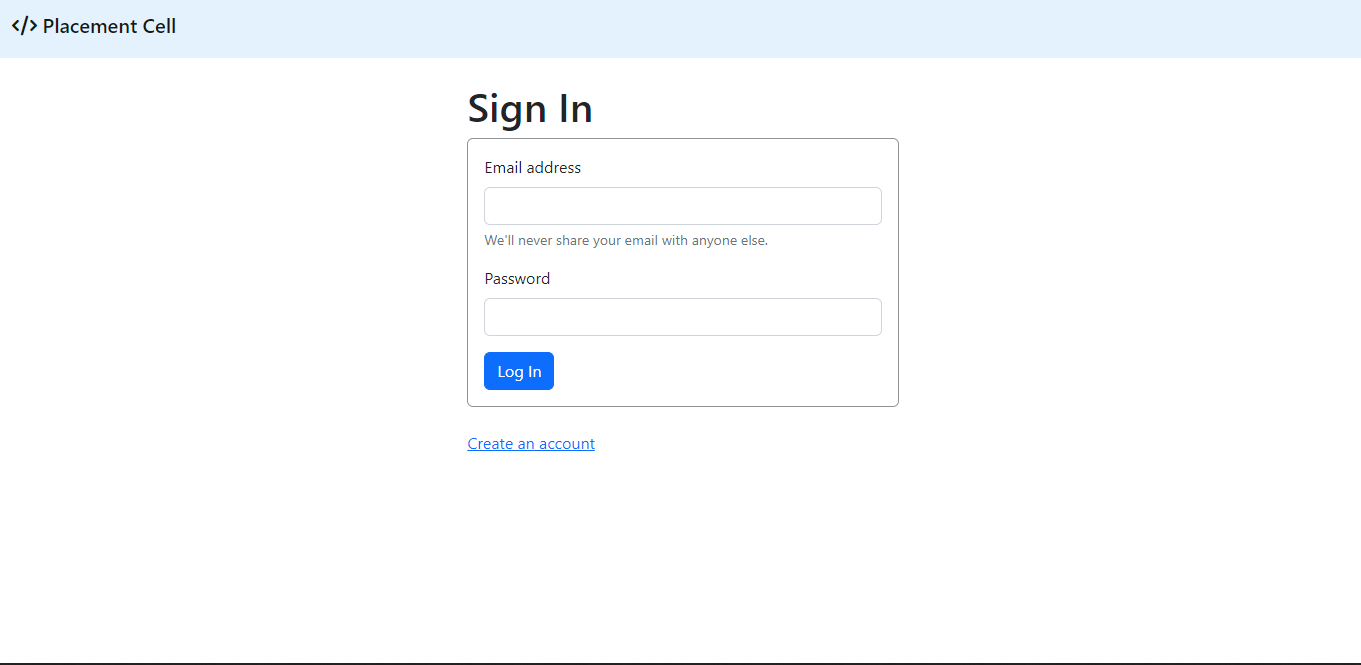 </> Placement Cell
Sign In
Email address
We'll never share your email with anyone else.
Password
Log In
Create an account